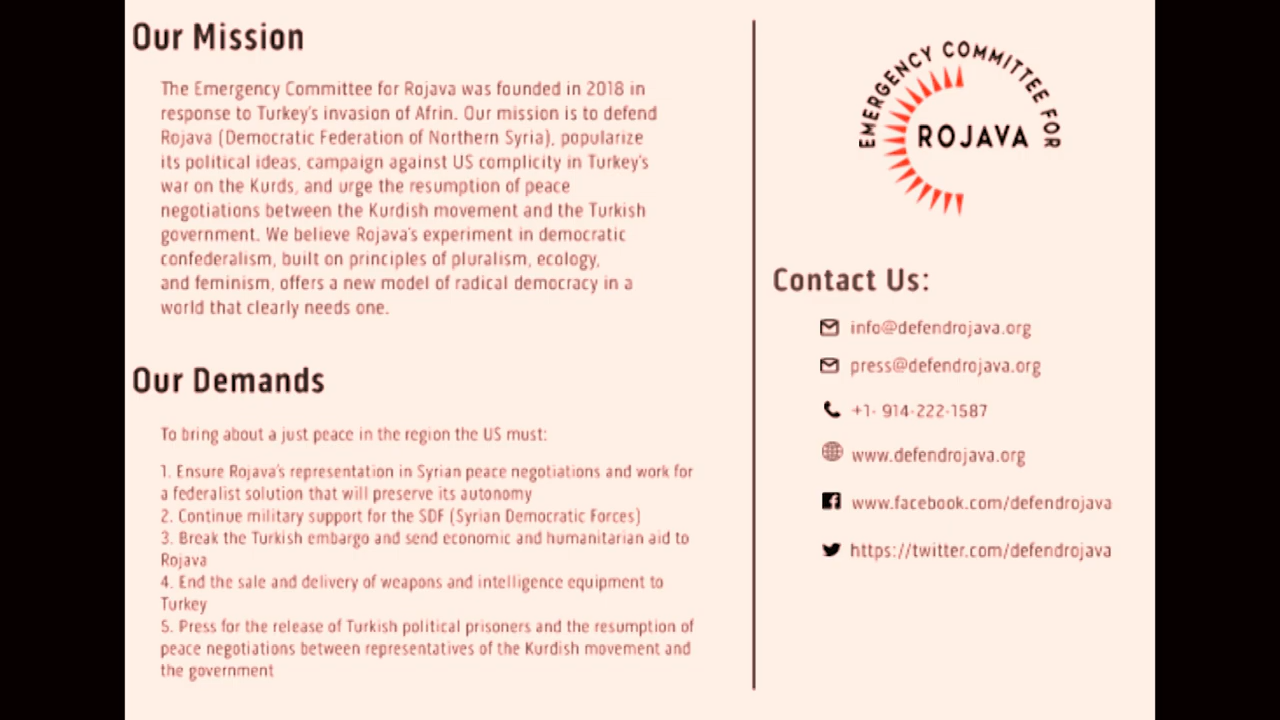 Our Mission
The Emergency Committee for Rojava was founded in 2018 in
response to Turkey's invasion of Afrin. Our mission is to defend
Rojava (Democratic Federation of Northern Syria), popularize
its political ideas, campaign against US complicity in Turkey's
war on the Kurds, and urge the resumption of peace
negotiations between the Kurdish movement and the Turkish
government. We believe Rojava's experiment in democratic
confederalism, built on principles of pluralism, ecology,
and feminism, offers a new model of radical democracy in a
world that clearly needs one.
Our Demands
To bring about a just peace in the region the US must:
1. Ensure Rojava's representation in Syrian peace negotiations and work for
a federalist solution that will preserve its autonomy
2. Continue military support for the SDF (Syrian Democratic Forces)
3. Break the Turkish embargo and send economic and humanitarian aid to
Rojava
4. End the sale and delivery of weapons and intelligence equipment to
Turkey
5. Press for the release of Turkish political prisoners and the resumption of
peace negotiations between representatives of the Kurdish movement and
the government
EMERGENCY COMMITTEE FOR
ROJAVA
Contact Us:
info@defendrojava.org
press@defendrojava.org
+1- 914-222-1587
www.defendrojava.org
www.facebook.com/defendrojava
https://twitter.com/defendrojava